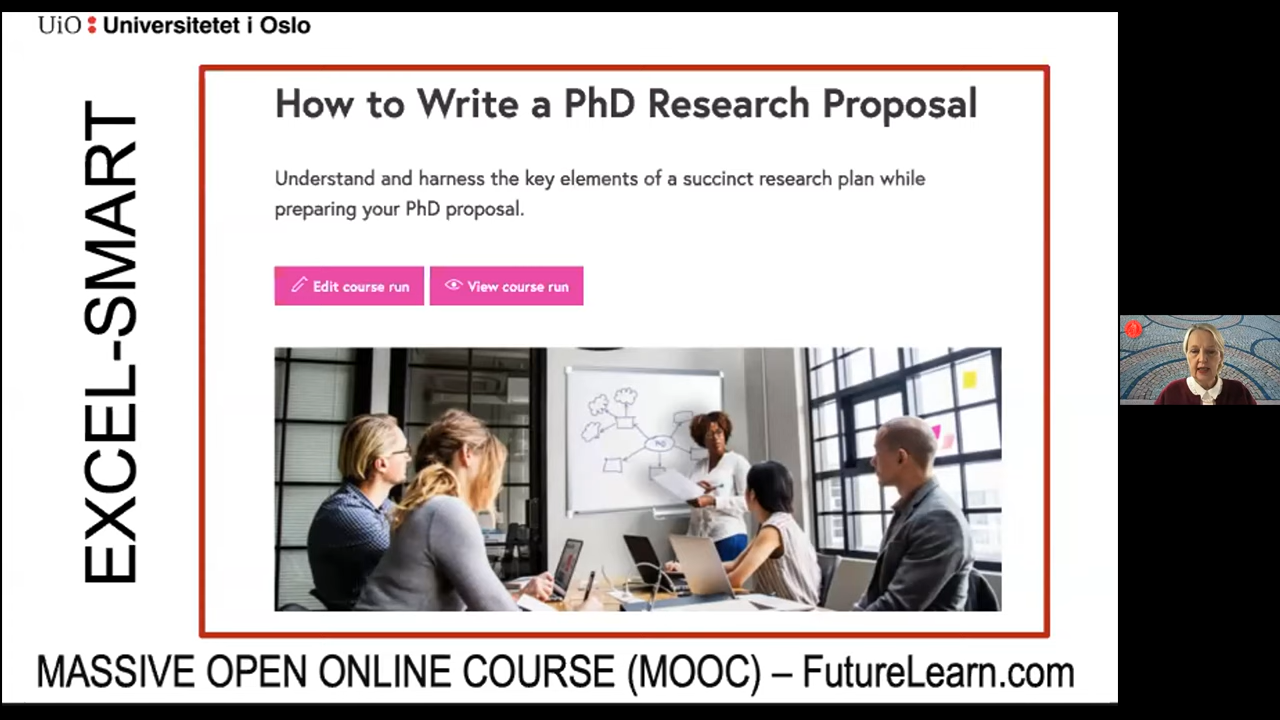 UiO : Universitetet i Oslo
EXCEL-SMART
How to Write a PhD Research Proposal
Understand and harness the key elements of a succinct research plan while
preparing your PhD proposal.
Edit course run
View course run
MASSIVE OPEN ONLINE COURSE (MOOC) – FutureLearn.com